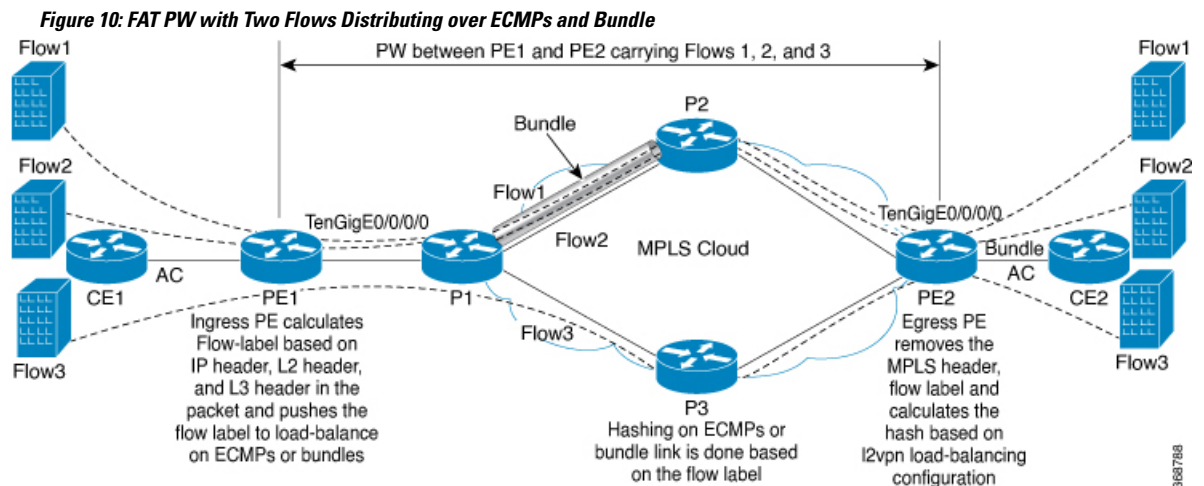 Figure 10: FAT PW with Two Flows Distributing over ECMPs and Bundle
Flow1
PW between PE1 and PE2 carrying Flows 1, 2, and 3
Flow1
P2
Bundle
Flow2
Flow1
Flow2
TenGigE0/0/0/0
TenGigE0/0/0/0
Flow2
MPLS Cloud
Bundle
AC
AC
CE1
PE1
P1
PE2
CE2
Flow3
Flow3
Flow3
Ingress PE calculates
Flow-label based on
IP header, L2 header,
and L3 header in the
packet and pushes the
flow label to load-balance
on ECMPs or bundles
P3
Hashing on ECMPs or
bundle link is done based
on the flow label
Egress PE
removes the
MPLS header,
flow label and
calculates the
hash based on
l2vpn load-balancing
configuration
368788